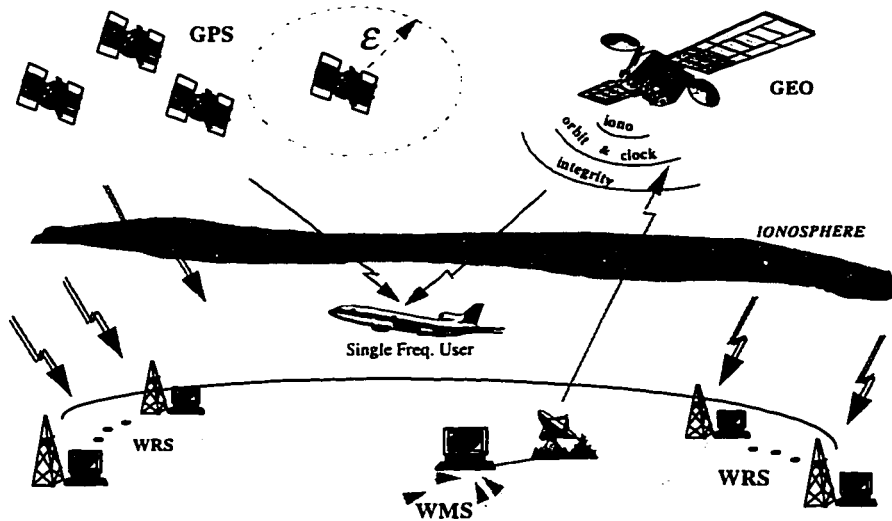 GPS
ε
GEO
iono
orbit & clock
integrity
IONOSPHERE
Single Freq. User
WRS
WMS
WRS